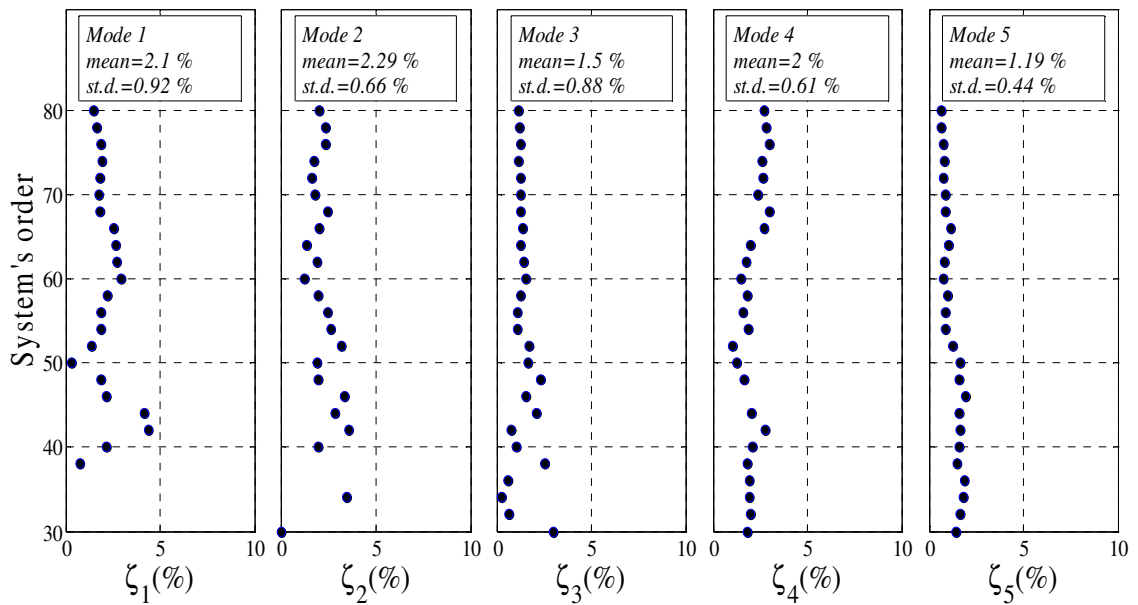 Mode 1
mean=2.1 %
st.d.=0.92 %
Mode 2
mean=2.29 %
st.d.=0.66 %
Mode 3
mean=1.5 %
st.d.=0.88 %
Mode 4
mean=2 %
st.d.=0.61 %
Mode 5
mean=1.19 %
st.d.=0.44 %
System's order
80
70
60
50
40
30
0 5 10
0 5 10
0 5 10
0 5 10
0 5 10
ζ1(%)
ζ2(%)
ζ3(%)
ζ4(%)
ζ5(%)